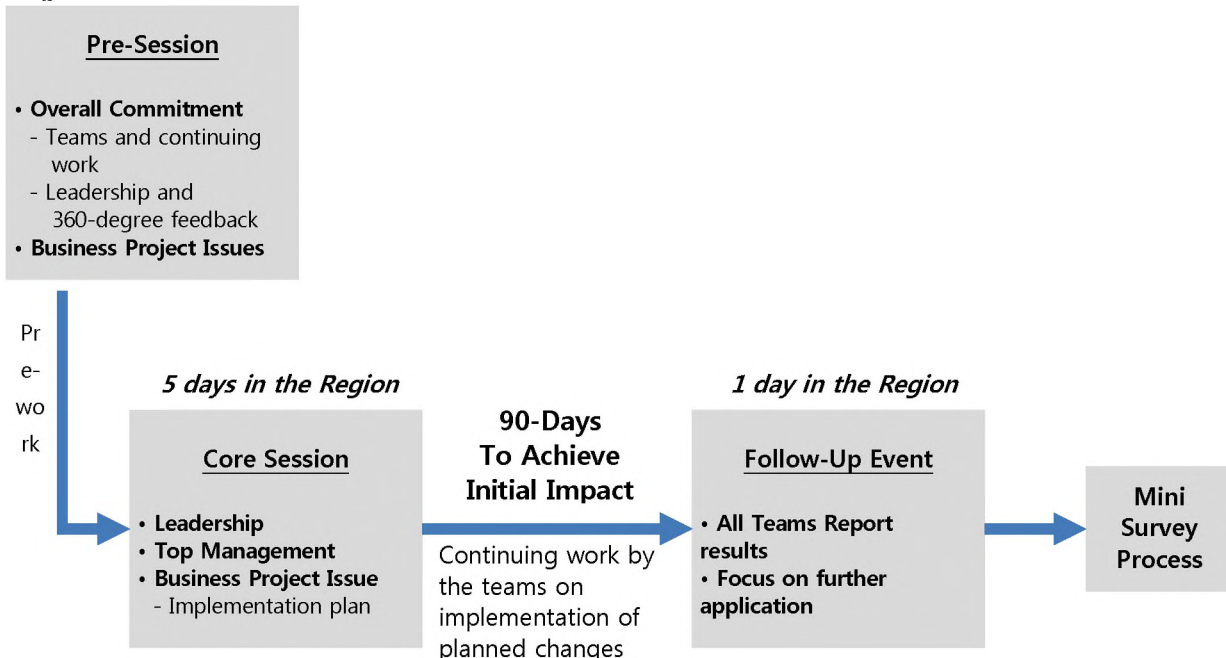 Pre-Session
• Overall Commitment
- Teams and continuing
work
- Leadership and
360-degree feedback
• Business Project Issues
Pr
e-
wo
rk
5 days in the Region
Core Session
• Leadership
• Top Management
• Business Project Issue
- Implementation plan
90-Days
To Achieve
Initial Impact
Continuing work by
the teams on
implementation of
planned changes
1 day in the Region
Follow-Up Event
• All Teams Report
results
• Focus on further
application
Mini
Survey
Process